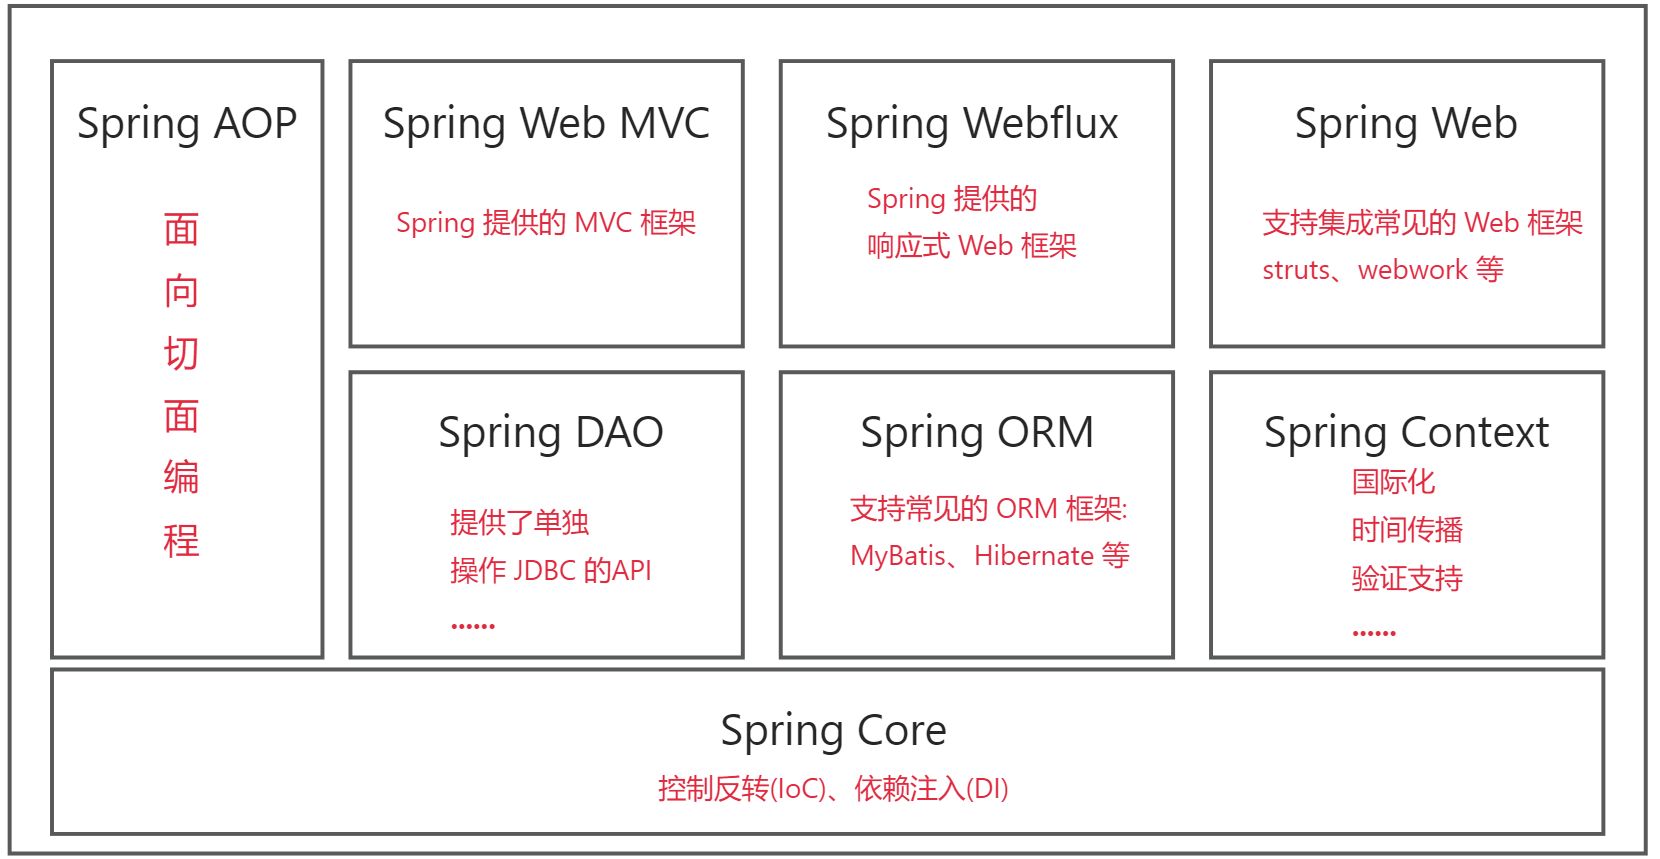 Spring AOP
面
向
切
面
编
程
Spring Web MVC
Spring 提供的 MVC 框架
Spring Webflux
Spring 提供的
响应式 Web 框架
Spring Web
支持集成常见的 Web 框架
struts、webwork 等
Spring DAO
提供了单独
操作 JDBC 的API
······
Spring ORM
支持常见的 ORM 框架:
MyBatis、Hibernate 等
Spring Context
国际化
时间传播
验证支持
······
Spring Core
控制反转(IoC)、依赖注入(DI)